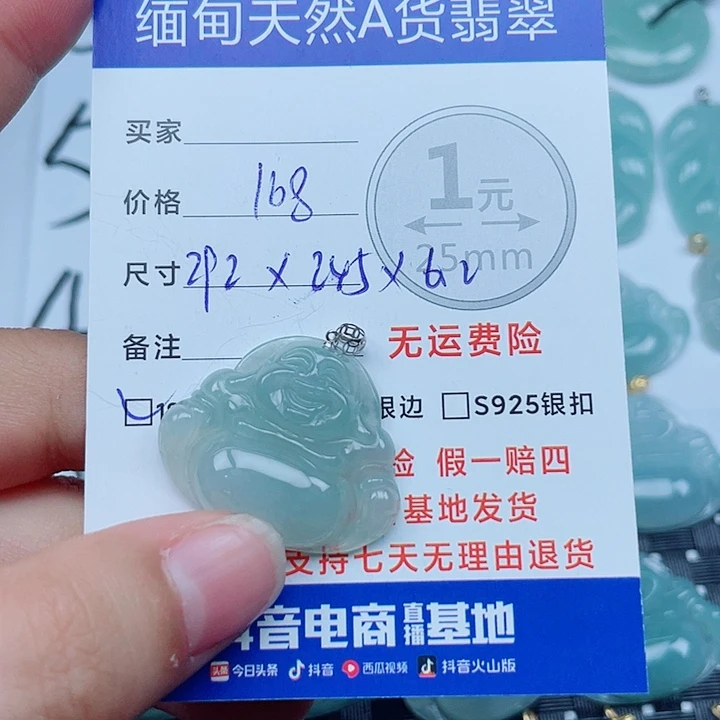 缅甸天然A货翡翠
买家
价格 168
1元
25mm
尺寸 29.2 × 24.5 × 6.2
备注
无运费险
银边 □S925银扣
假一赔四
基地发货
支持七天无理由退货
抖音电商直播基地
头条 今日头条 抖音 西瓜视频 抖音火山版